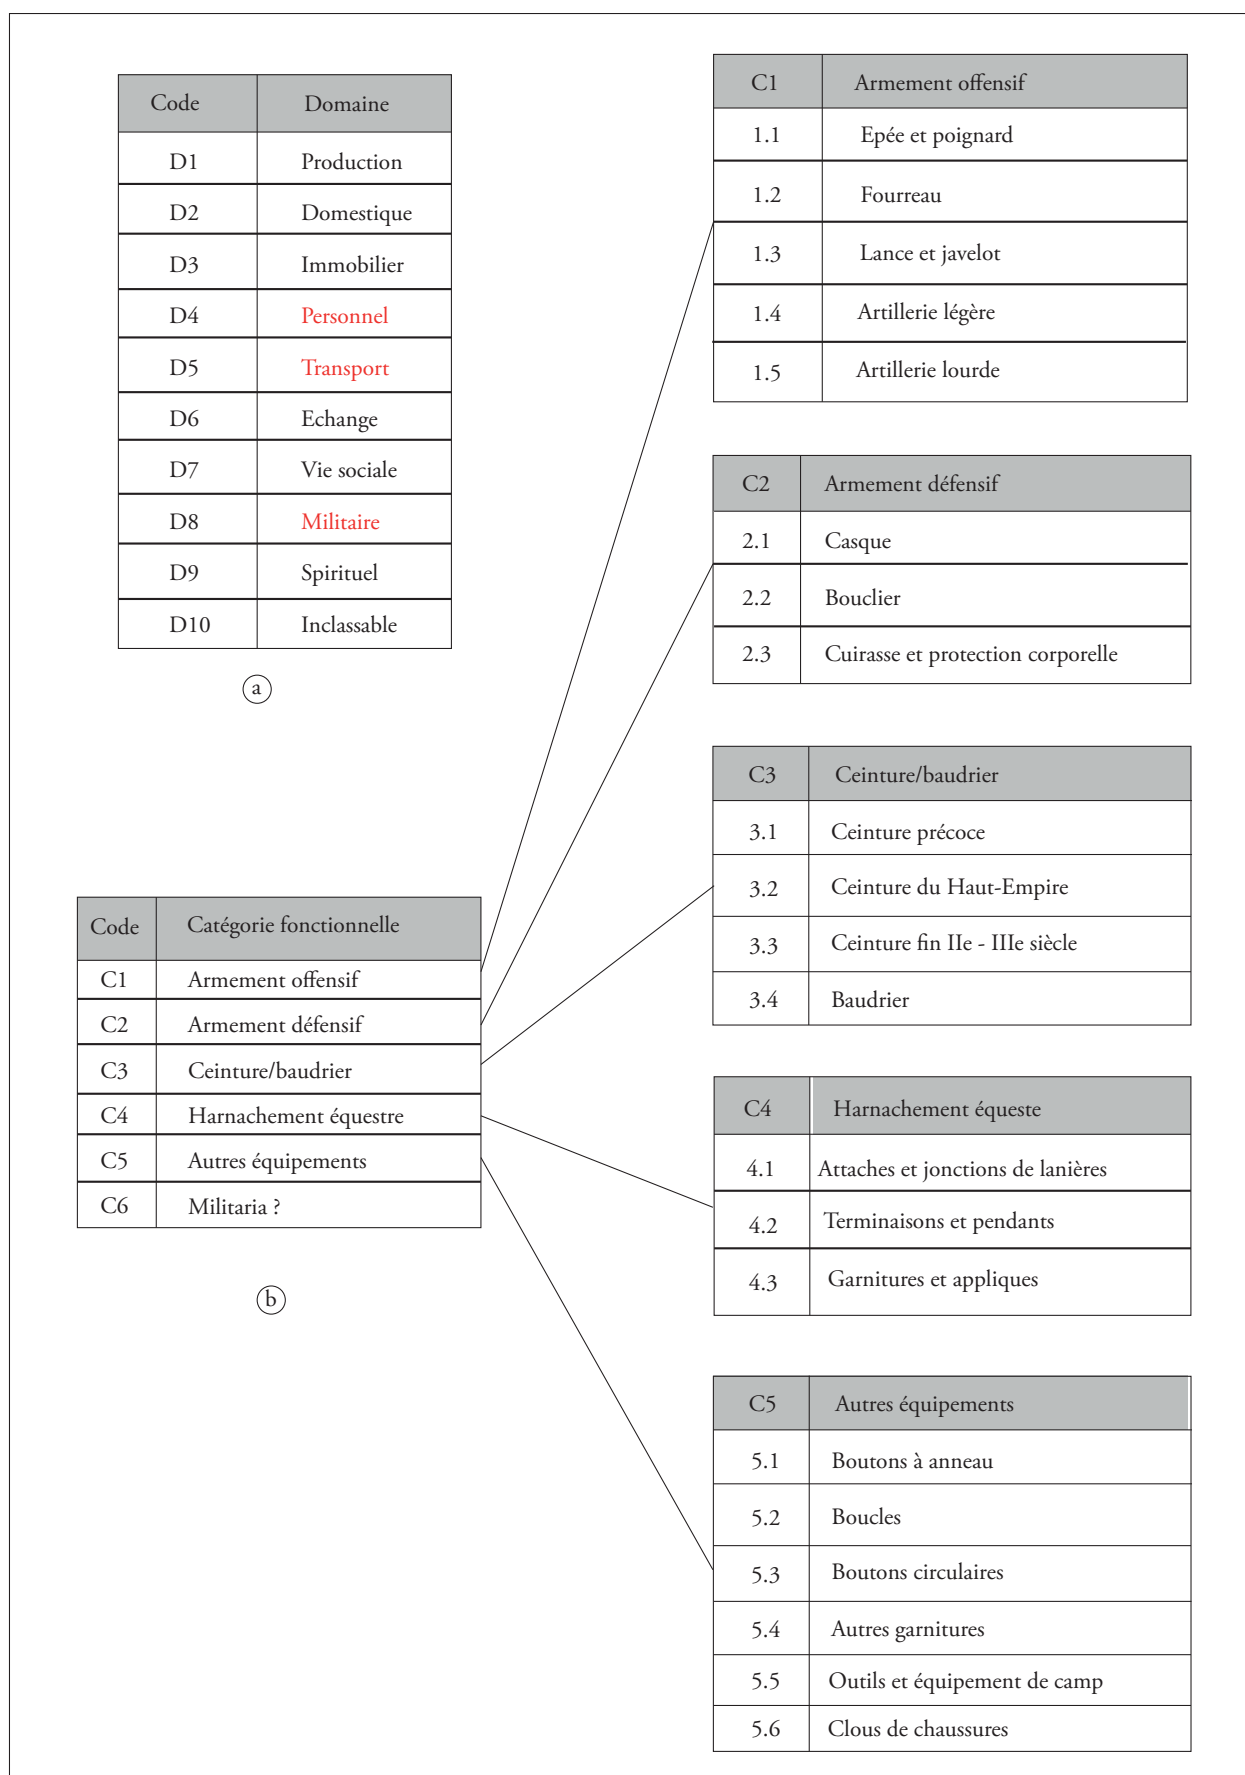 Code Domaine
D1 Production
D2 Domestique
D3 Immobilier
D4 Personnel
D5 Transport
D6 Echange
D7 Vie sociale
D8 Militaire
D9 Spirituel
D10 Inclassable
a
Code Catégorie fonctionnelle
C1 Armement offensif
C2 Armement défensif
C3 Ceinture/baudrier
C4 Harnachement équestre
C5 Autres équipements
C6 Militaria ?
b
C1 Armement offensif
1.1 Epée et poignard
1.2 Fourreau
1.3 Lance et javelot
1.4 Artillerie légère
1.5 Artillerie lourde
C2 Armement défensif
2.1 Casque
2.2 Bouclier
2.3 Cuirasse et protection corporelle
C3 Ceinture/baudrier
3.1 Ceinture précoce
3.2 Ceinture du Haut-Empire
3.3 Ceinture fin IIe - IIIe siècle
3.4 Baudrier
C4 Harnachement équeste
4.1 Attaches et jonctions de lanières
4.2 Terminaisons et pendants
4.3 Garnitures et appliques
C5 Autres équipements
5.1 Boutons à anneau
5.2 Boucles
5.3 Boutons circulaires
5.4 Autres garnitures
5.5 Outils et équipement de camp
5.6 Clous de chaussures